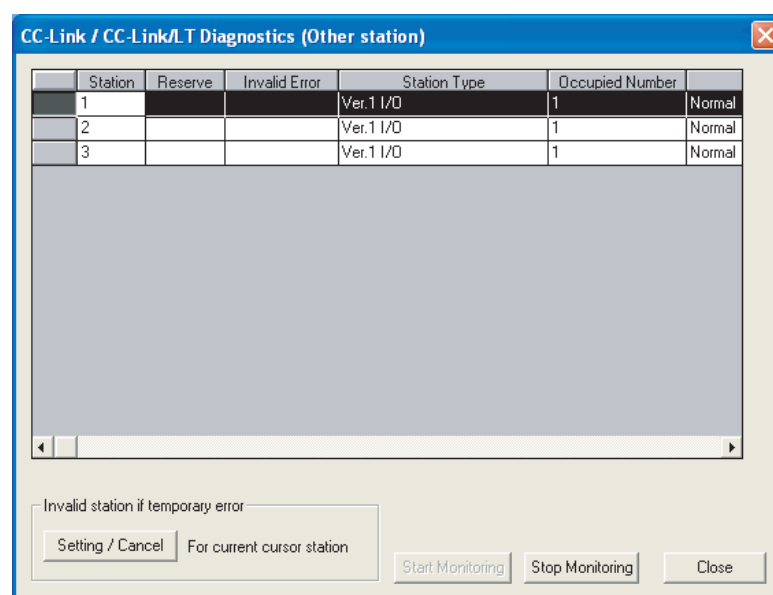 CC-Link / CC-Link/LT Diagnostics (Other station)
Station Reserve Invalid Error Station Type Occupied Number
1 Ver.1 I/O 1 Normal
2 Ver.1 I/O 1 Normal
3 Ver.1 I/O 1 Normal
Invalid station if temporary error
Setting / Cancel For current cursor station
Start Monitoring Stop Monitoring Close